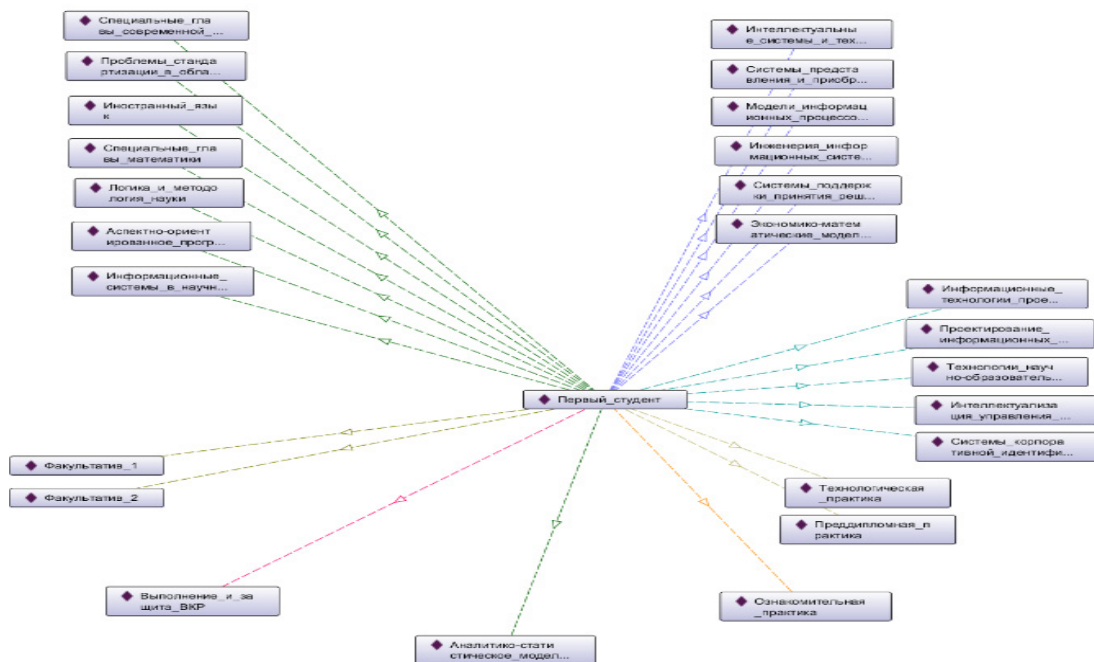 Специальные_гла
вы_современной_...
Проблемы_станда
ртизации_в_обла...
Иностранный_язы
к
Специальные_гла
вы_математики
Логика_и_методо
логия_науки
Аспектно-ориент
ированное_прогр...
Информационные_
системы_в_научн...
Интеллектуальны
е_системы_и_тех...
Системы_предста
вления_и_приобр...
Модели_информац
ионных_процессо...
Инженерия_инфор
мационных_систе...
Системы_поддерж
ки_принятия_реш...
Экономико-матем
атические_модел...
Информационные_
технологии_прое...
Проектирование_
информационных_...
Технологии_науч
но-образователь...
Интеллектуализа
ция_управления_...
Системы_корпора
тивной_идентифи...
Первый_студент
Факультатив_1
Факультатив_2
Технологическая
_практика
Преддипломная_п
рактика
Выполнение_и_за
щита_ВКР
Ознакомительная
_практика
Аналитико-стати
стическое_модел...